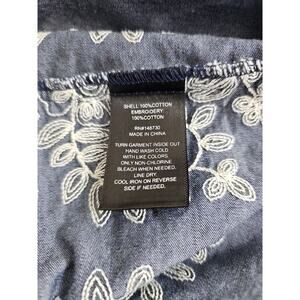 SHELL:100%COTTON
EMBROIDERY:
100%COTTON
RN#148730
MADE IN CHINA
TURN GARMENT INSIDE OUT
HAND WASH COLD
WITH LIKE COLORS
ONLY NON-CHLORINE
BLEACH WHEN NEEDED.
LINE DRY.
COOL IRON ON REVERSE
SIDE IF NEEDED.